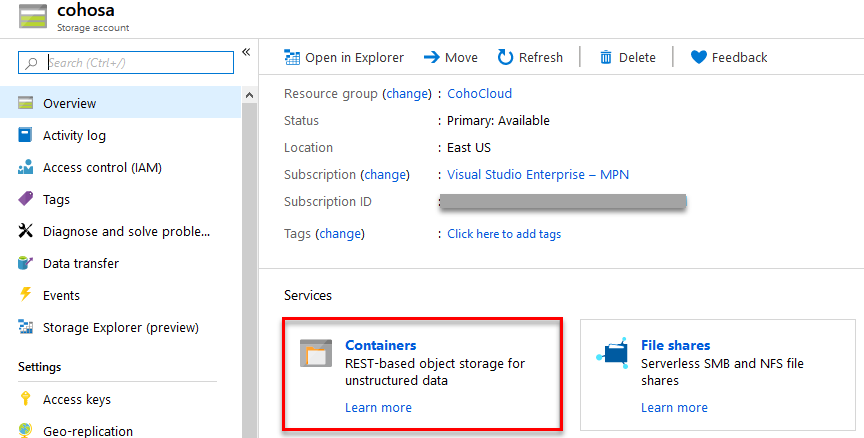 cohosa
Storage account
Search (Ctrl+/)
«
Overview
Activity log
Access control (IAM)
Tags
Diagnose and solve proble...
Data transfer
Events
Storage Explorer (preview)
Settings
Access keys
Geo-replication
Open in Explorer Move Refresh Delete Feedback
Resource group (change) : CohoCloud
Status : Primary: Available
Location : East US
Subscription (change) : Visual Studio Enterprise – MPN
Subscription ID :
Tags (change) : Click here to add tags
Services
Containers
REST-based object storage for
unstructured data
Learn more
File shares
Serverless SMB and NFS file
shares
Learn more